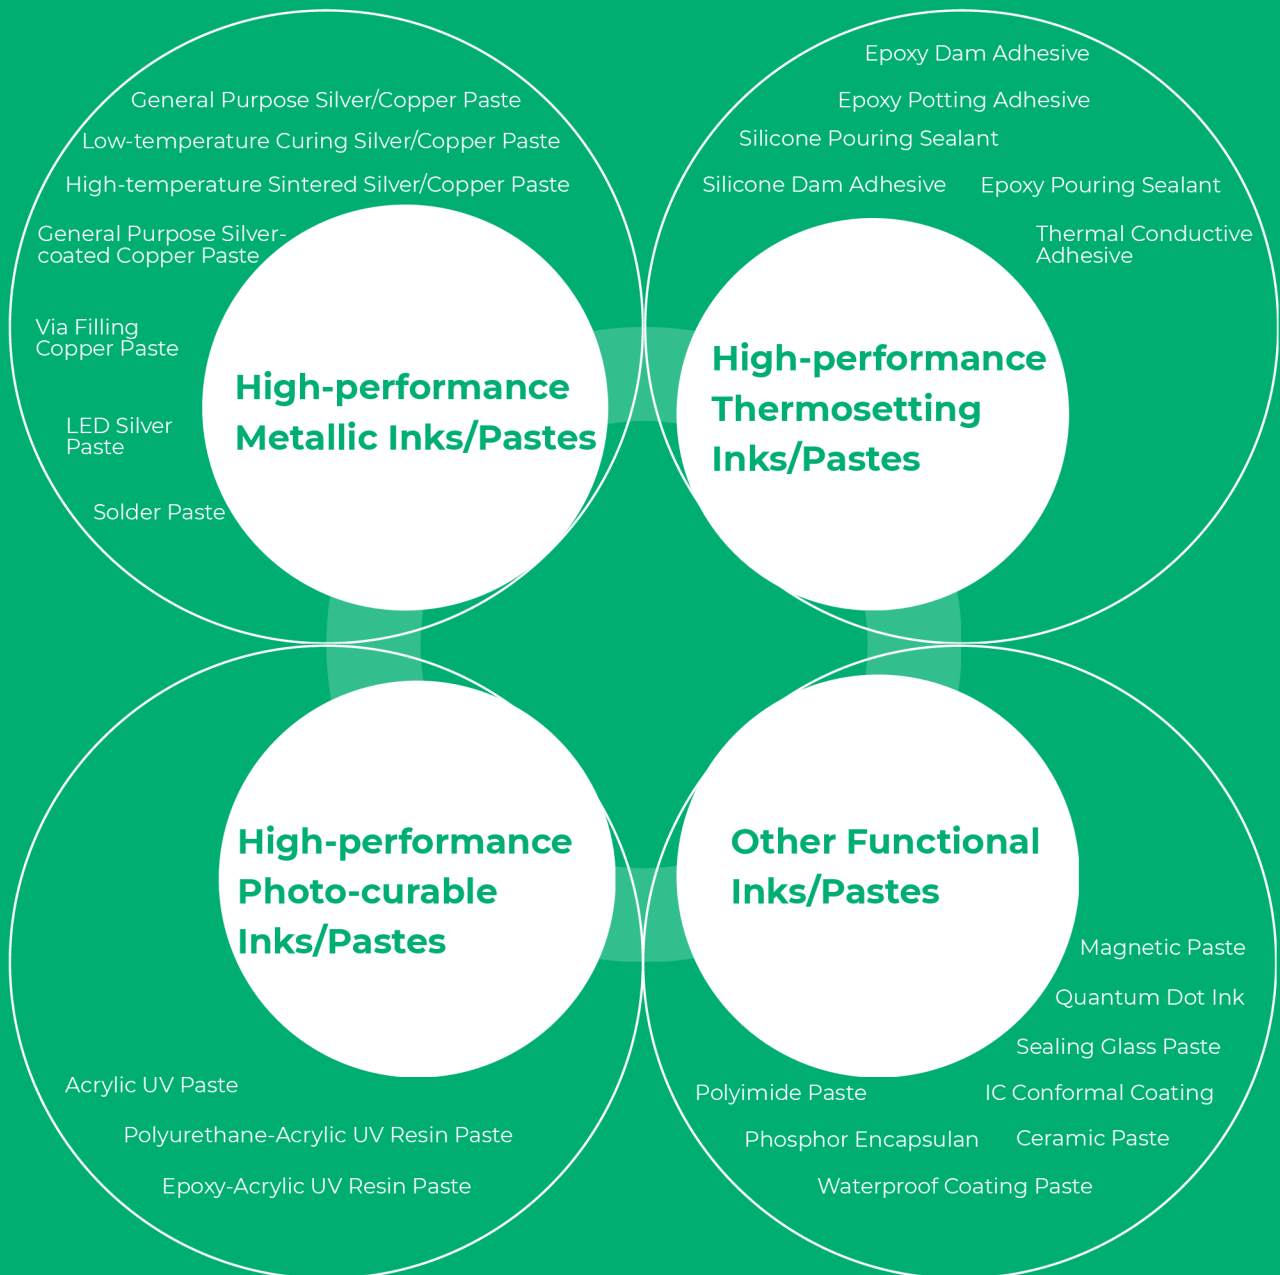 General Purpose Silver/Copper Paste
Low-temperature Curing Silver/Copper Paste
High-temperature Sintered Silver/Copper Paste
General Purpose Silver-
coated Copper Paste
Via Filling
Copper Paste
LED Silver
Paste
Solder Paste
High-performance
Metallic Inks/Pastes
Epoxy Dam Adhesive
Epoxy Potting Adhesive
Silicone Pouring Sealant
Silicone Dam Adhesive
Epoxy Pouring Sealant
Thermal Conductive
Adhesive
High-performance
Thermosetting
Inks/Pastes
High-performance
Photo-curable
Inks/Pastes
Acrylic UV Paste
Polyurethane-Acrylic UV Resin Paste
Epoxy-Acrylic UV Resin Paste
Other Functional
Inks/Pastes
Magnetic Paste
Quantum Dot Ink
Sealing Glass Paste
Polyimide Paste
IC Conformal Coating
Phosphor Encapsulan
Ceramic Paste
Waterproof Coating Paste